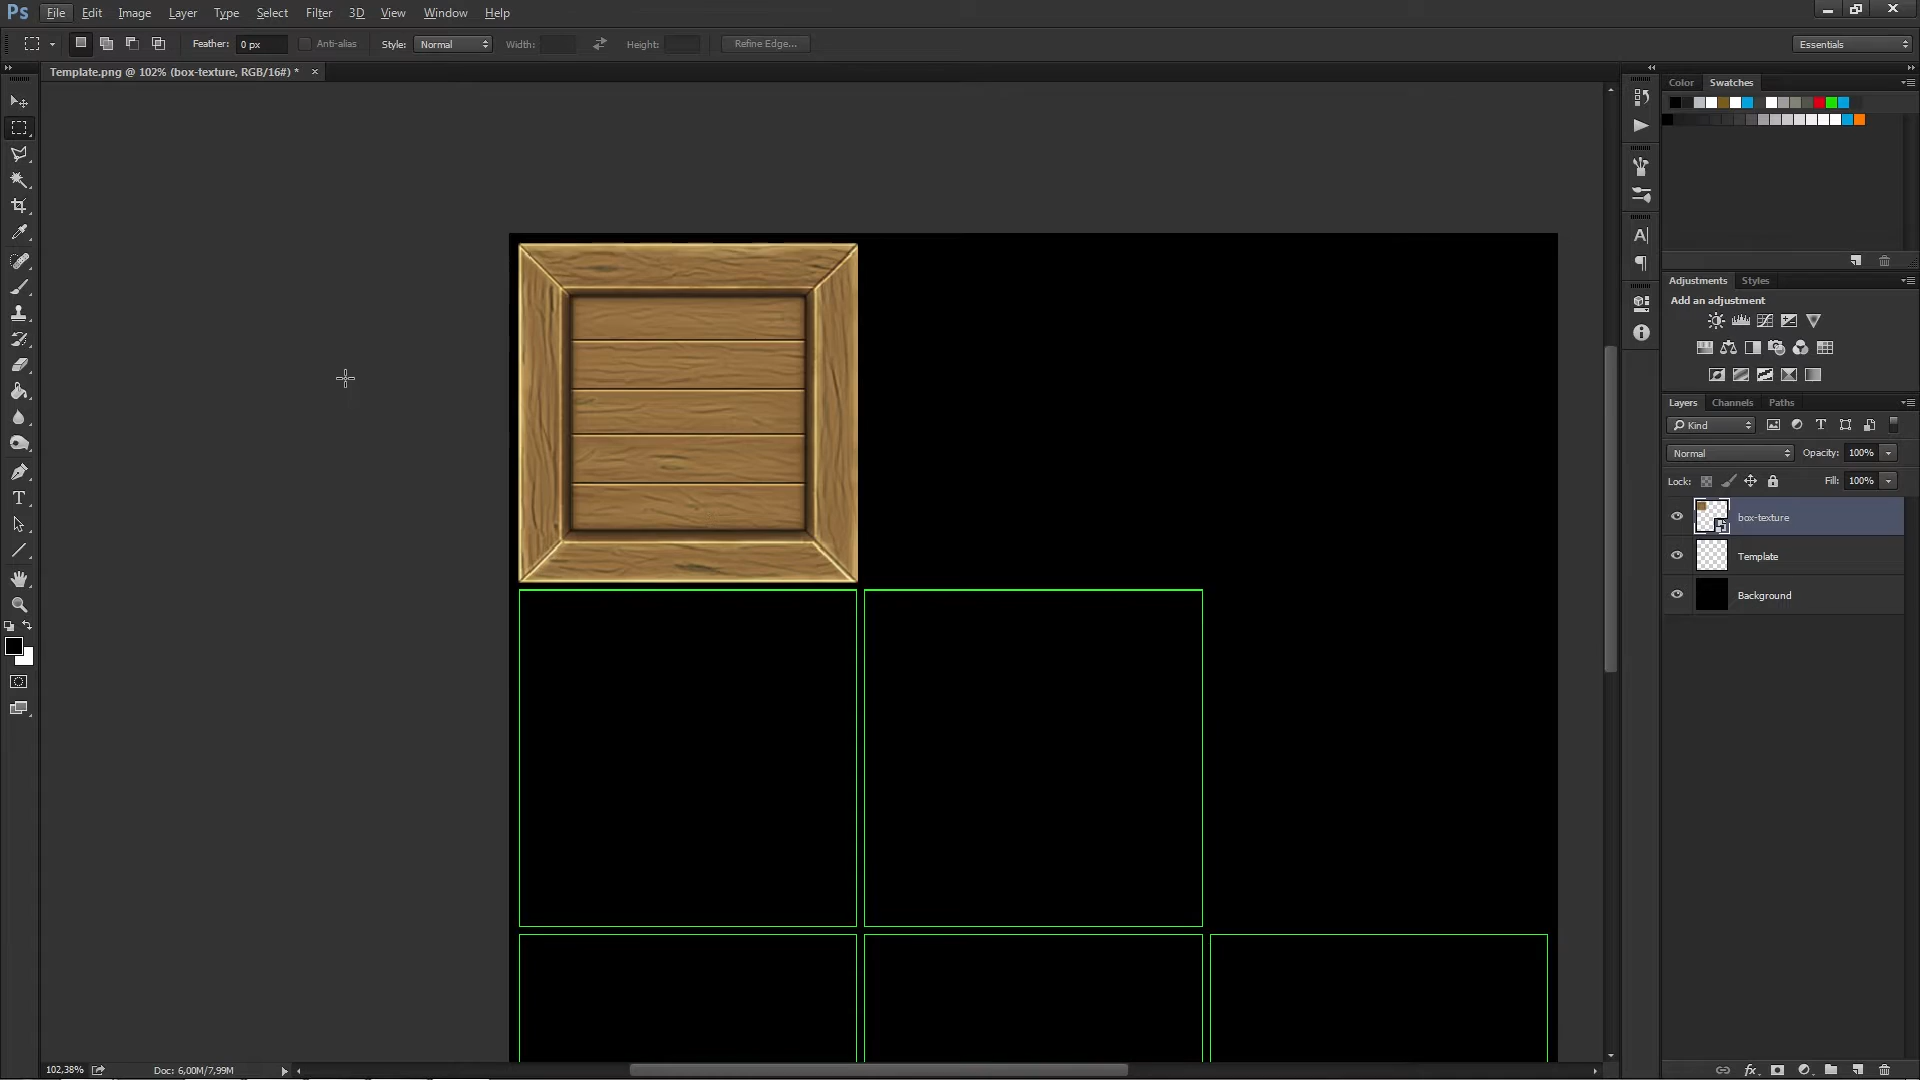 Ps File Edit Image Layer Type Select Filter 3D View Window Help
Feather: 0 px Anti-alias Style: Normal Width: Height: Refine Edge... Essentials
Template.png @ 102% (box-texture, RGB/16#) * ×
Color Swatches
Adjustments Styles
Add an adjustment
Layers Channels Paths
Kind
Normal Opacity: 100%
Lock: Fill: 100%
box-texture
Template
Background
102,38% Doc: 6,00M/7,99M